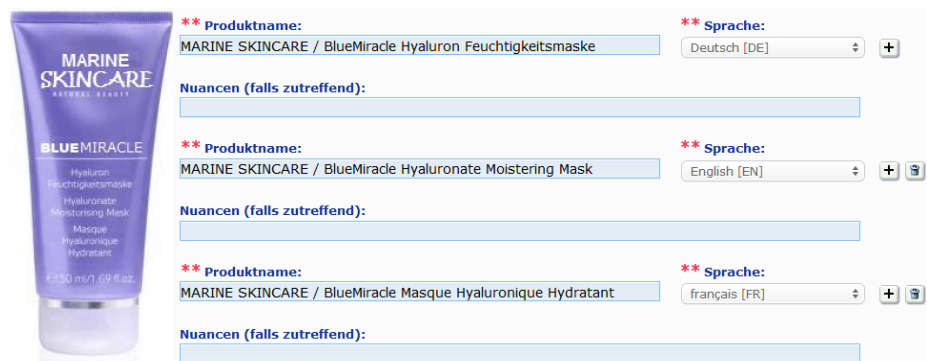 MARINE
SKINCARE
NATURAL BEAUTY
BLUEMIRACLE
Hyaluron
Feuchtigkeitsmaske
Hyaluronate
Moisturising Mask
Masque
Hyaluronique
Hydratant
50 ml/1.69 fl.oz.
** Produktname:
** Sprache:
MARINE SKINCARE / BlueMiracle Hyaluron Feuchtigkeitsmaske
Deutsch [DE]
+
Nuancen (falls zutreffend):
** Produktname:
** Sprache:
MARINE SKINCARE / BlueMiracle Hyaluronate Moistering Mask
English [EN]
+
Nuancen (falls zutreffend):
** Produktname:
** Sprache:
MARINE SKINCARE / BlueMiracle Masque Hyaluronique Hydratant
français [FR]
+
Nuancen (falls zutreffend):